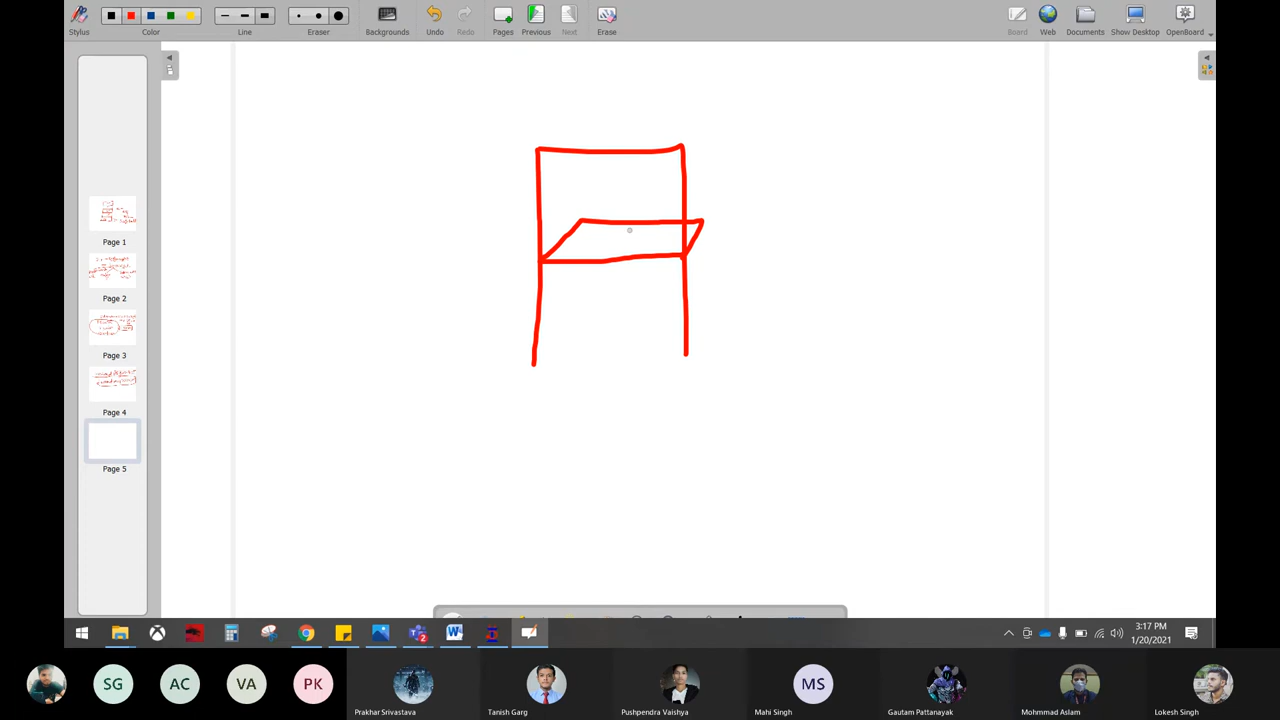 Stylus Color Line Eraser Backgrounds Undo Redo Pages Previous Next Erase Board Web Documents Show Desktop OpenBoard
Page 1
Page 2
Page 3
Page 4
Page 5
2
3:17 PM
1/20/2021
SG AC VA PK MS
Prakhar Srivastava Tanish Garg Pushpendra Vaishya Mahi Singh Gautam Pattanayak Mohmmad Aslam Lokesh Singh